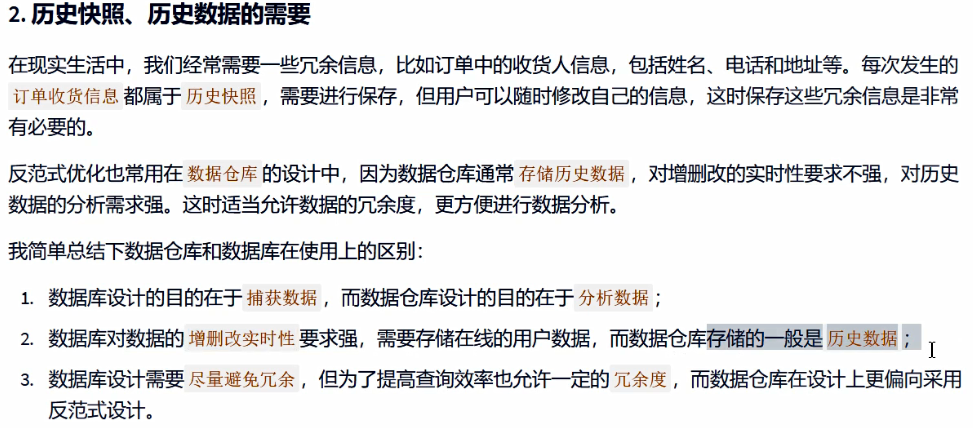 2. 历史快照、历史数据的需要
在现实生活中，我们经常需要一些冗余信息，比如订单中的收货人信息，包括姓名、电话和地址等。每次发生的
订单收货信息 都属于 历史快照 ，需要进行保存，但用户可以随时修改自己的信息，这时保存这些冗余信息是非常
有必要的。
反范式优化也常用在 数据仓库 的设计中，因为数据仓库通常 存储历史数据 ，对增删改的实时性要求不强，对历史
数据的分析需求强。这时适当允许数据的冗余度，更方便进行数据分析。
我简单总结下数据仓库和数据库在使用上的区别：
1. 数据库设计的目的在于 捕获数据 ，而数据仓库设计的目的在于 分析数据 ；
2. 数据库对数据的 增删改实时性 要求强，需要存储在线的用户数据，而数据仓库存储的一般是 历史数据 ；
3. 数据库设计需要 尽量避免冗余 ，但为了提高查询效率也允许一定的 冗余度 ，而数据仓库在设计上更偏向采用
反范式设计。